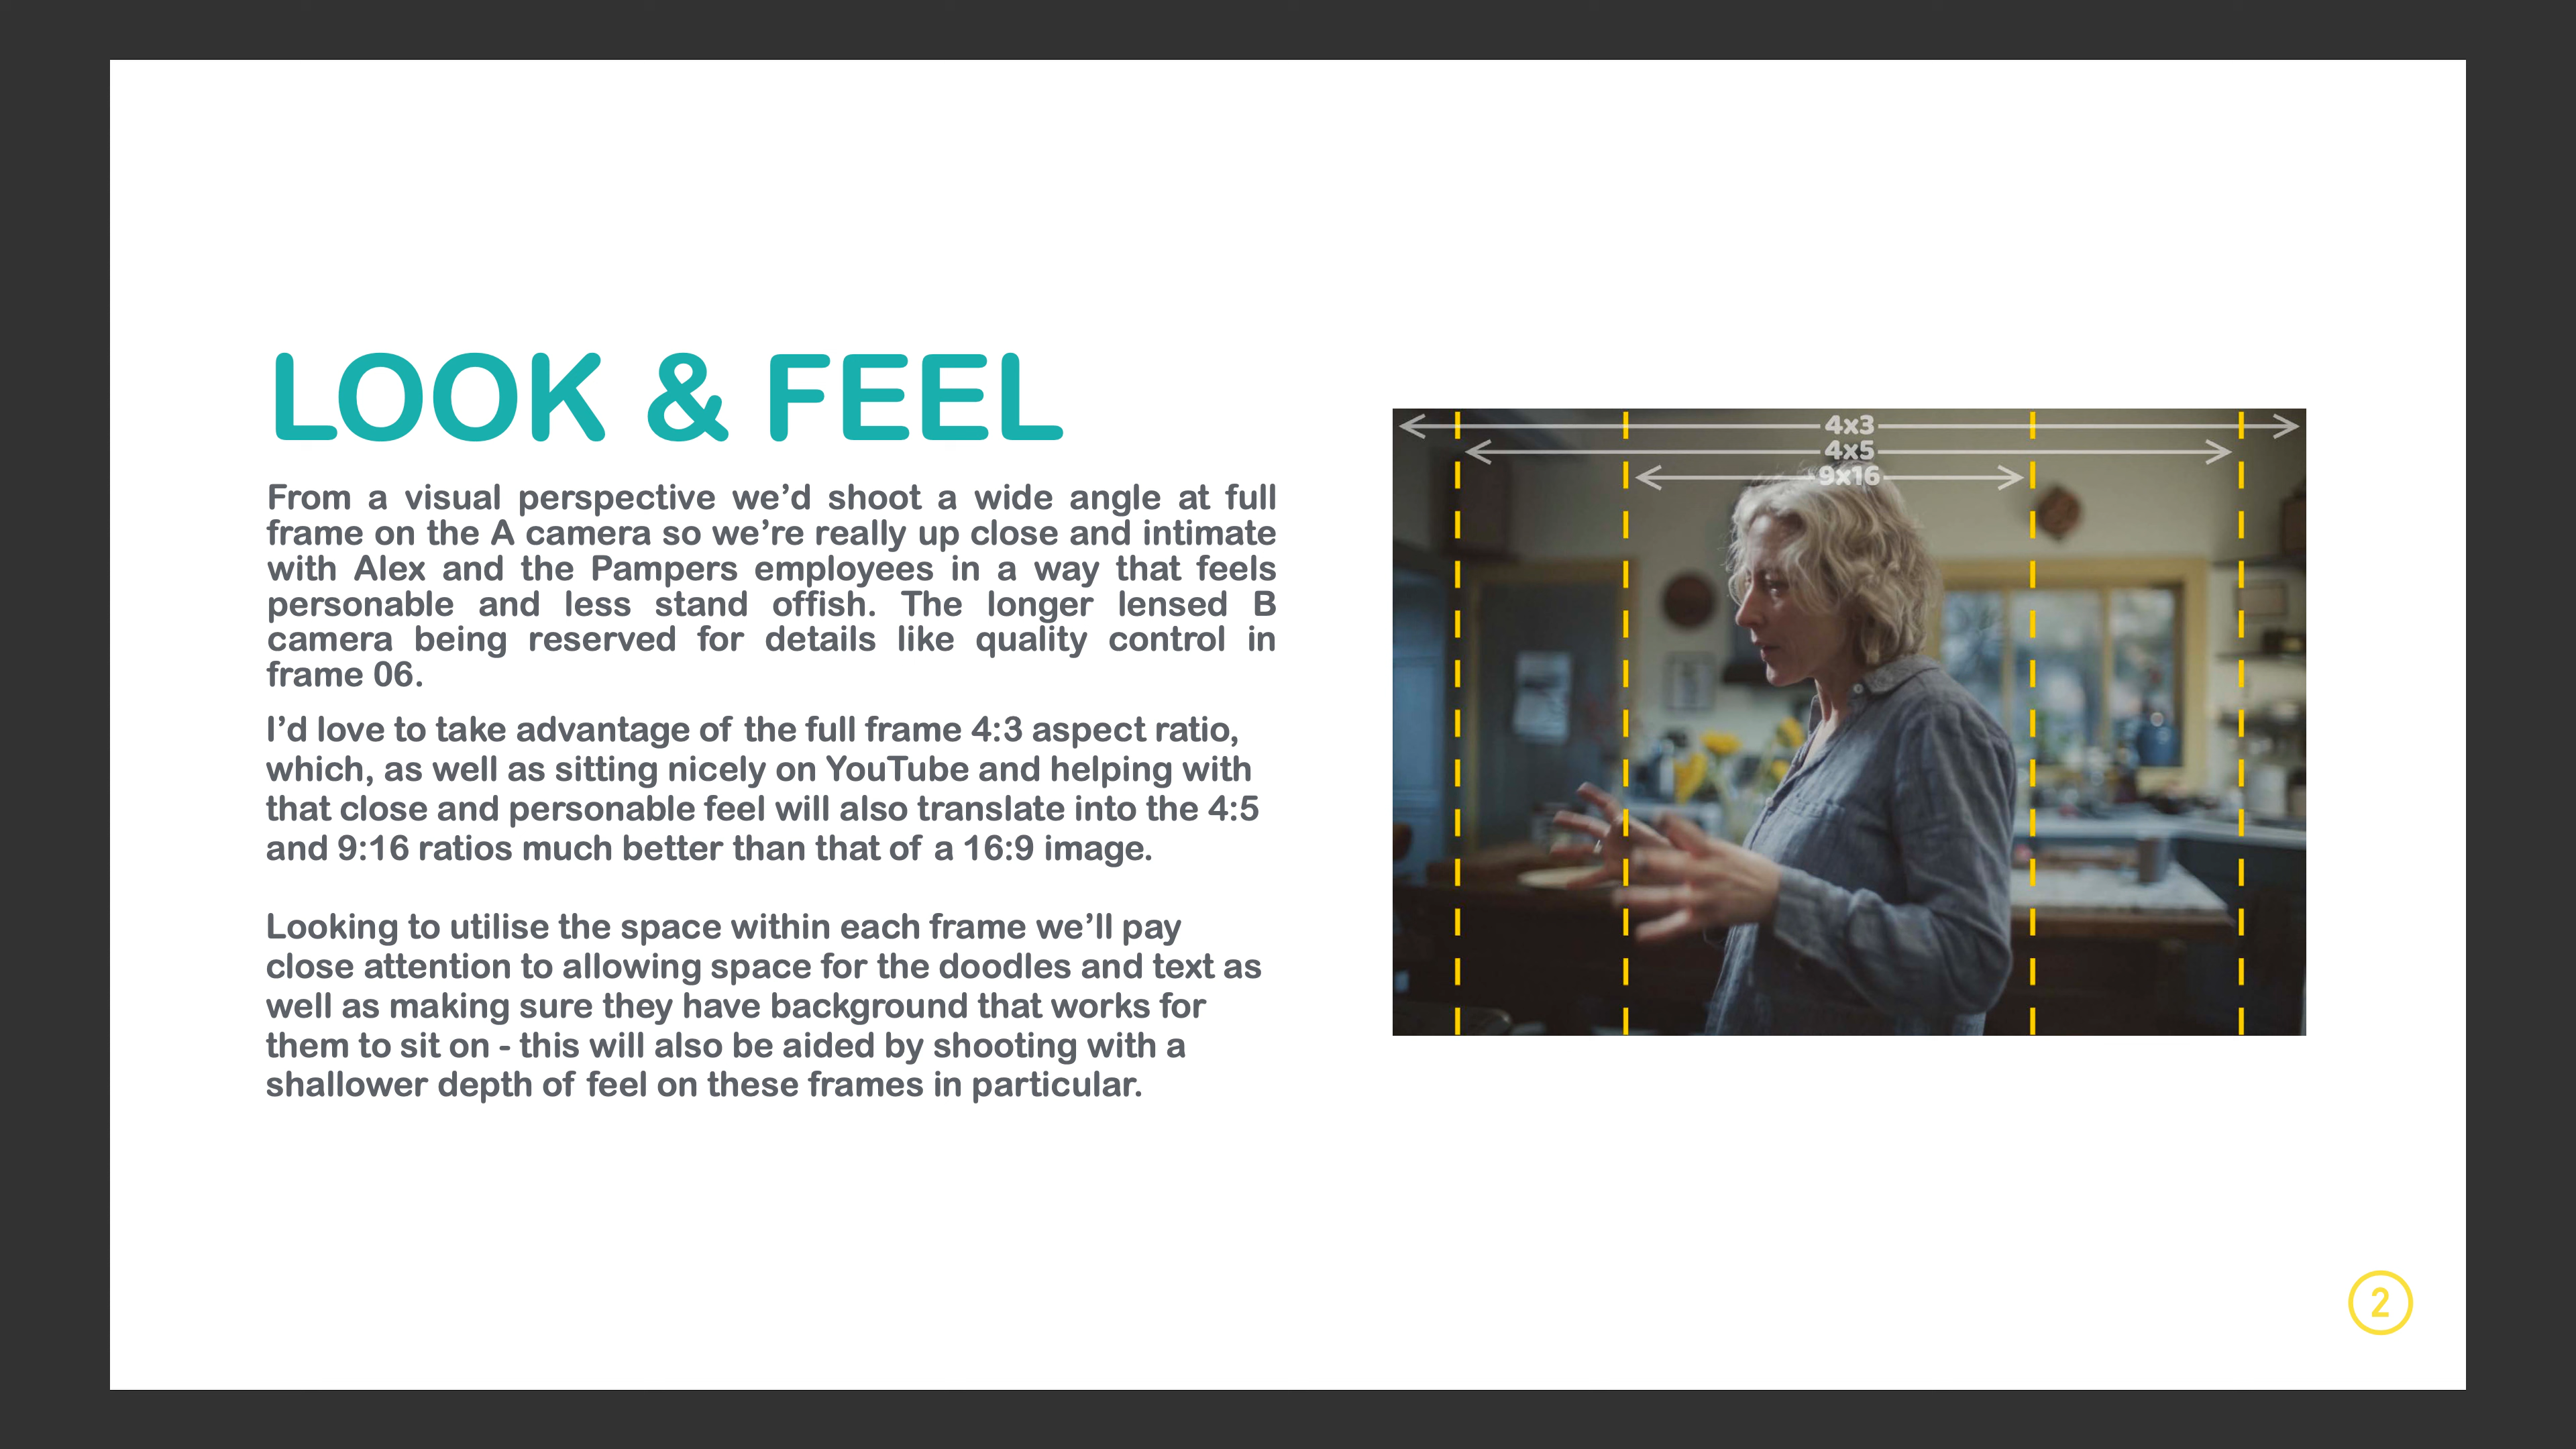 LOOK & FEEL
From a visual perspective we’d shoot a wide angle at full
frame on the A camera so we’re really up close and intimate
with Alex and the Pampers employees in a way that feels
personable and less stand offish. The longer lensed B
camera being reserved for details like quality control in
frame 06.
I’d love to take advantage of the full frame 4:3 aspect ratio,
which, as well as sitting nicely on YouTube and helping with
that close and personable feel will also translate into the 4:5
and 9:16 ratios much better than that of a 16:9 image.
Looking to utilise the space within each frame we’ll pay
close attention to allowing space for the doodles and text as
well as making sure they have background that works for
them to sit on - this will also be aided by shooting with a
shallower depth of feel on these frames in particular.
4x3
4x5
9x16
2